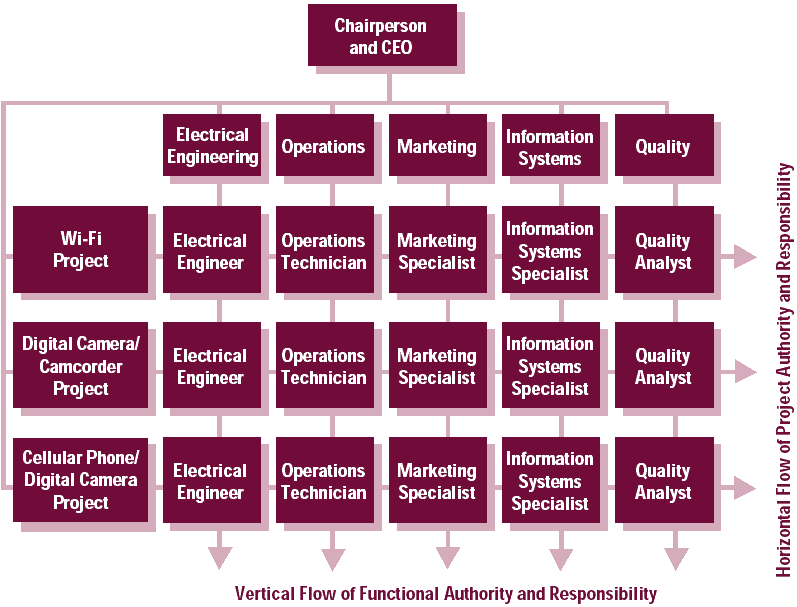 Chairperson
and CEO
Electrical
Engineering
Operations
Marketing
Information
Systems
Quality
Wi-Fi
Project
Electrical
Engineer
Operations
Technician
Marketing
Specialist
Information
Systems
Specialist
Quality
Analyst
Digital Camera/
Camcorder
Project
Electrical
Engineer
Operations
Technician
Marketing
Specialist
Information
Systems
Specialist
Quality
Analyst
Cellular Phone/
Digital Camera
Project
Electrical
Engineer
Operations
Technician
Marketing
Specialist
Information
Systems
Specialist
Quality
Analyst
Horizontal Flow of Project Authority and Responsibility
Vertical Flow of Functional Authority and Responsibility